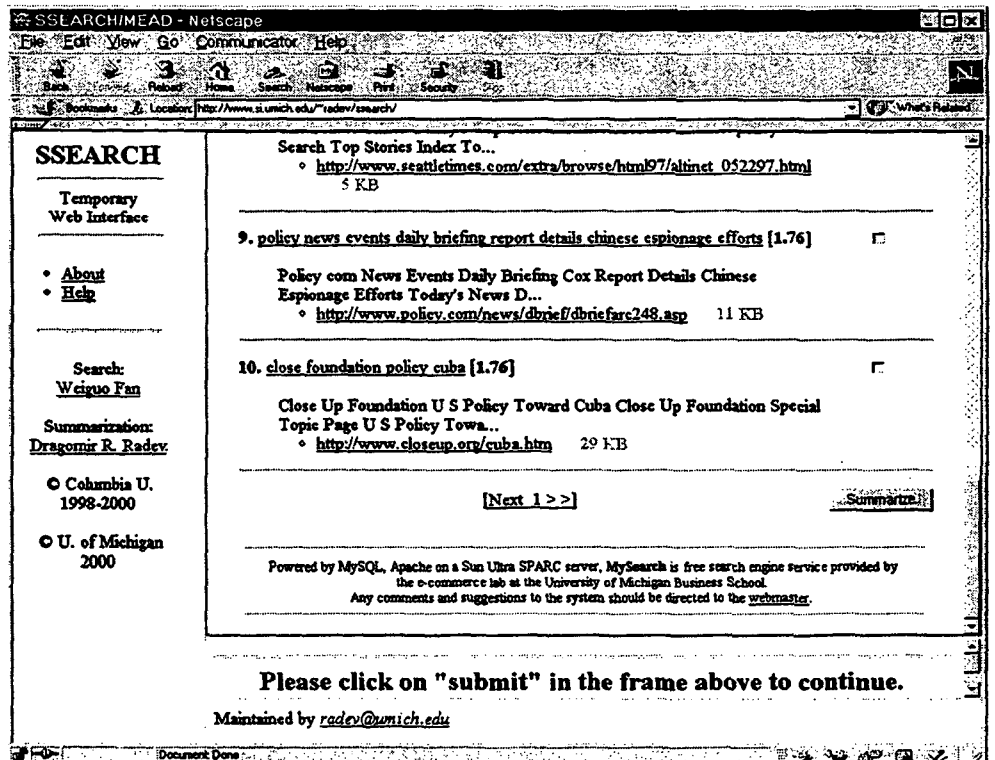 SSEARCH/MEAD - Netscape
File Edit View Go Communicator Help
Back Reload Home Search Netscape Print Security
Bookmarks Location: http://www.si.umich.edu/~radev/ssearch/ What's Related
SSEARCH
Temporary
Web Interface
• About
• Help
Search:
Weiguo Fan
Summarization:
Dragomir R. Radev
© Columbia U.
1998-2000
© U. of Michigan
2000
Search Top Stories Index To...
http://www.seattletimes.com/extra/browse/html97/altinet_052297.html
5 KB
9. policy news events daily briefing report details chinese espionage efforts [1.76]
Policy com News Events Daily Briefing Cox Report Details Chinese
Espionage Efforts Today's News D...
http://www.policy.com/news/dbrief/dbriefarc248.asp 11 KB
10. close foundation policy cuba [1.76]
Close Up Foundation U S Policy Toward Cuba Close Up Foundation Special
Topic Page U S Policy Towa...
http://www.closeup.org/cuba.htm 29 KB
[Next 1 >>]
Summarize
Powered by MySQL, Apache on a Sun Ultra SPARC server, MySearch is free search engine service provided by
the e-commerce lab at the University of Michigan Business School.
Any comments and suggestions to the system should be directed to the webmaster.
Please click on "submit" in the frame above to continue.
Maintained by radev@umich.edu
Document: Done